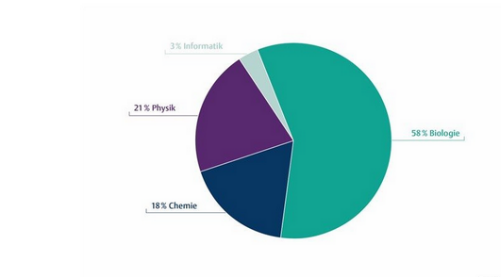 3% Informatik
21% Physik
58% Biologie
18% Chemie